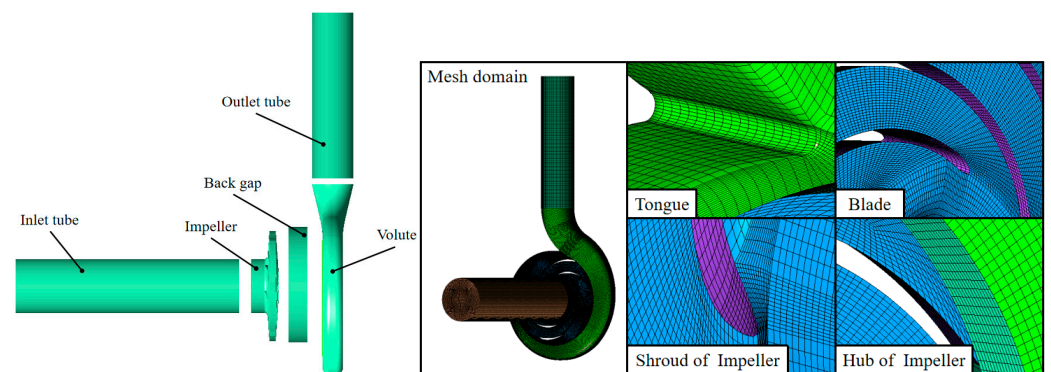 Outlet tube
Back gap
Inlet tube
Impeller
Volute
Mesh domain
Tongue
Blade
Shroud of Impeller
Hub of Impeller